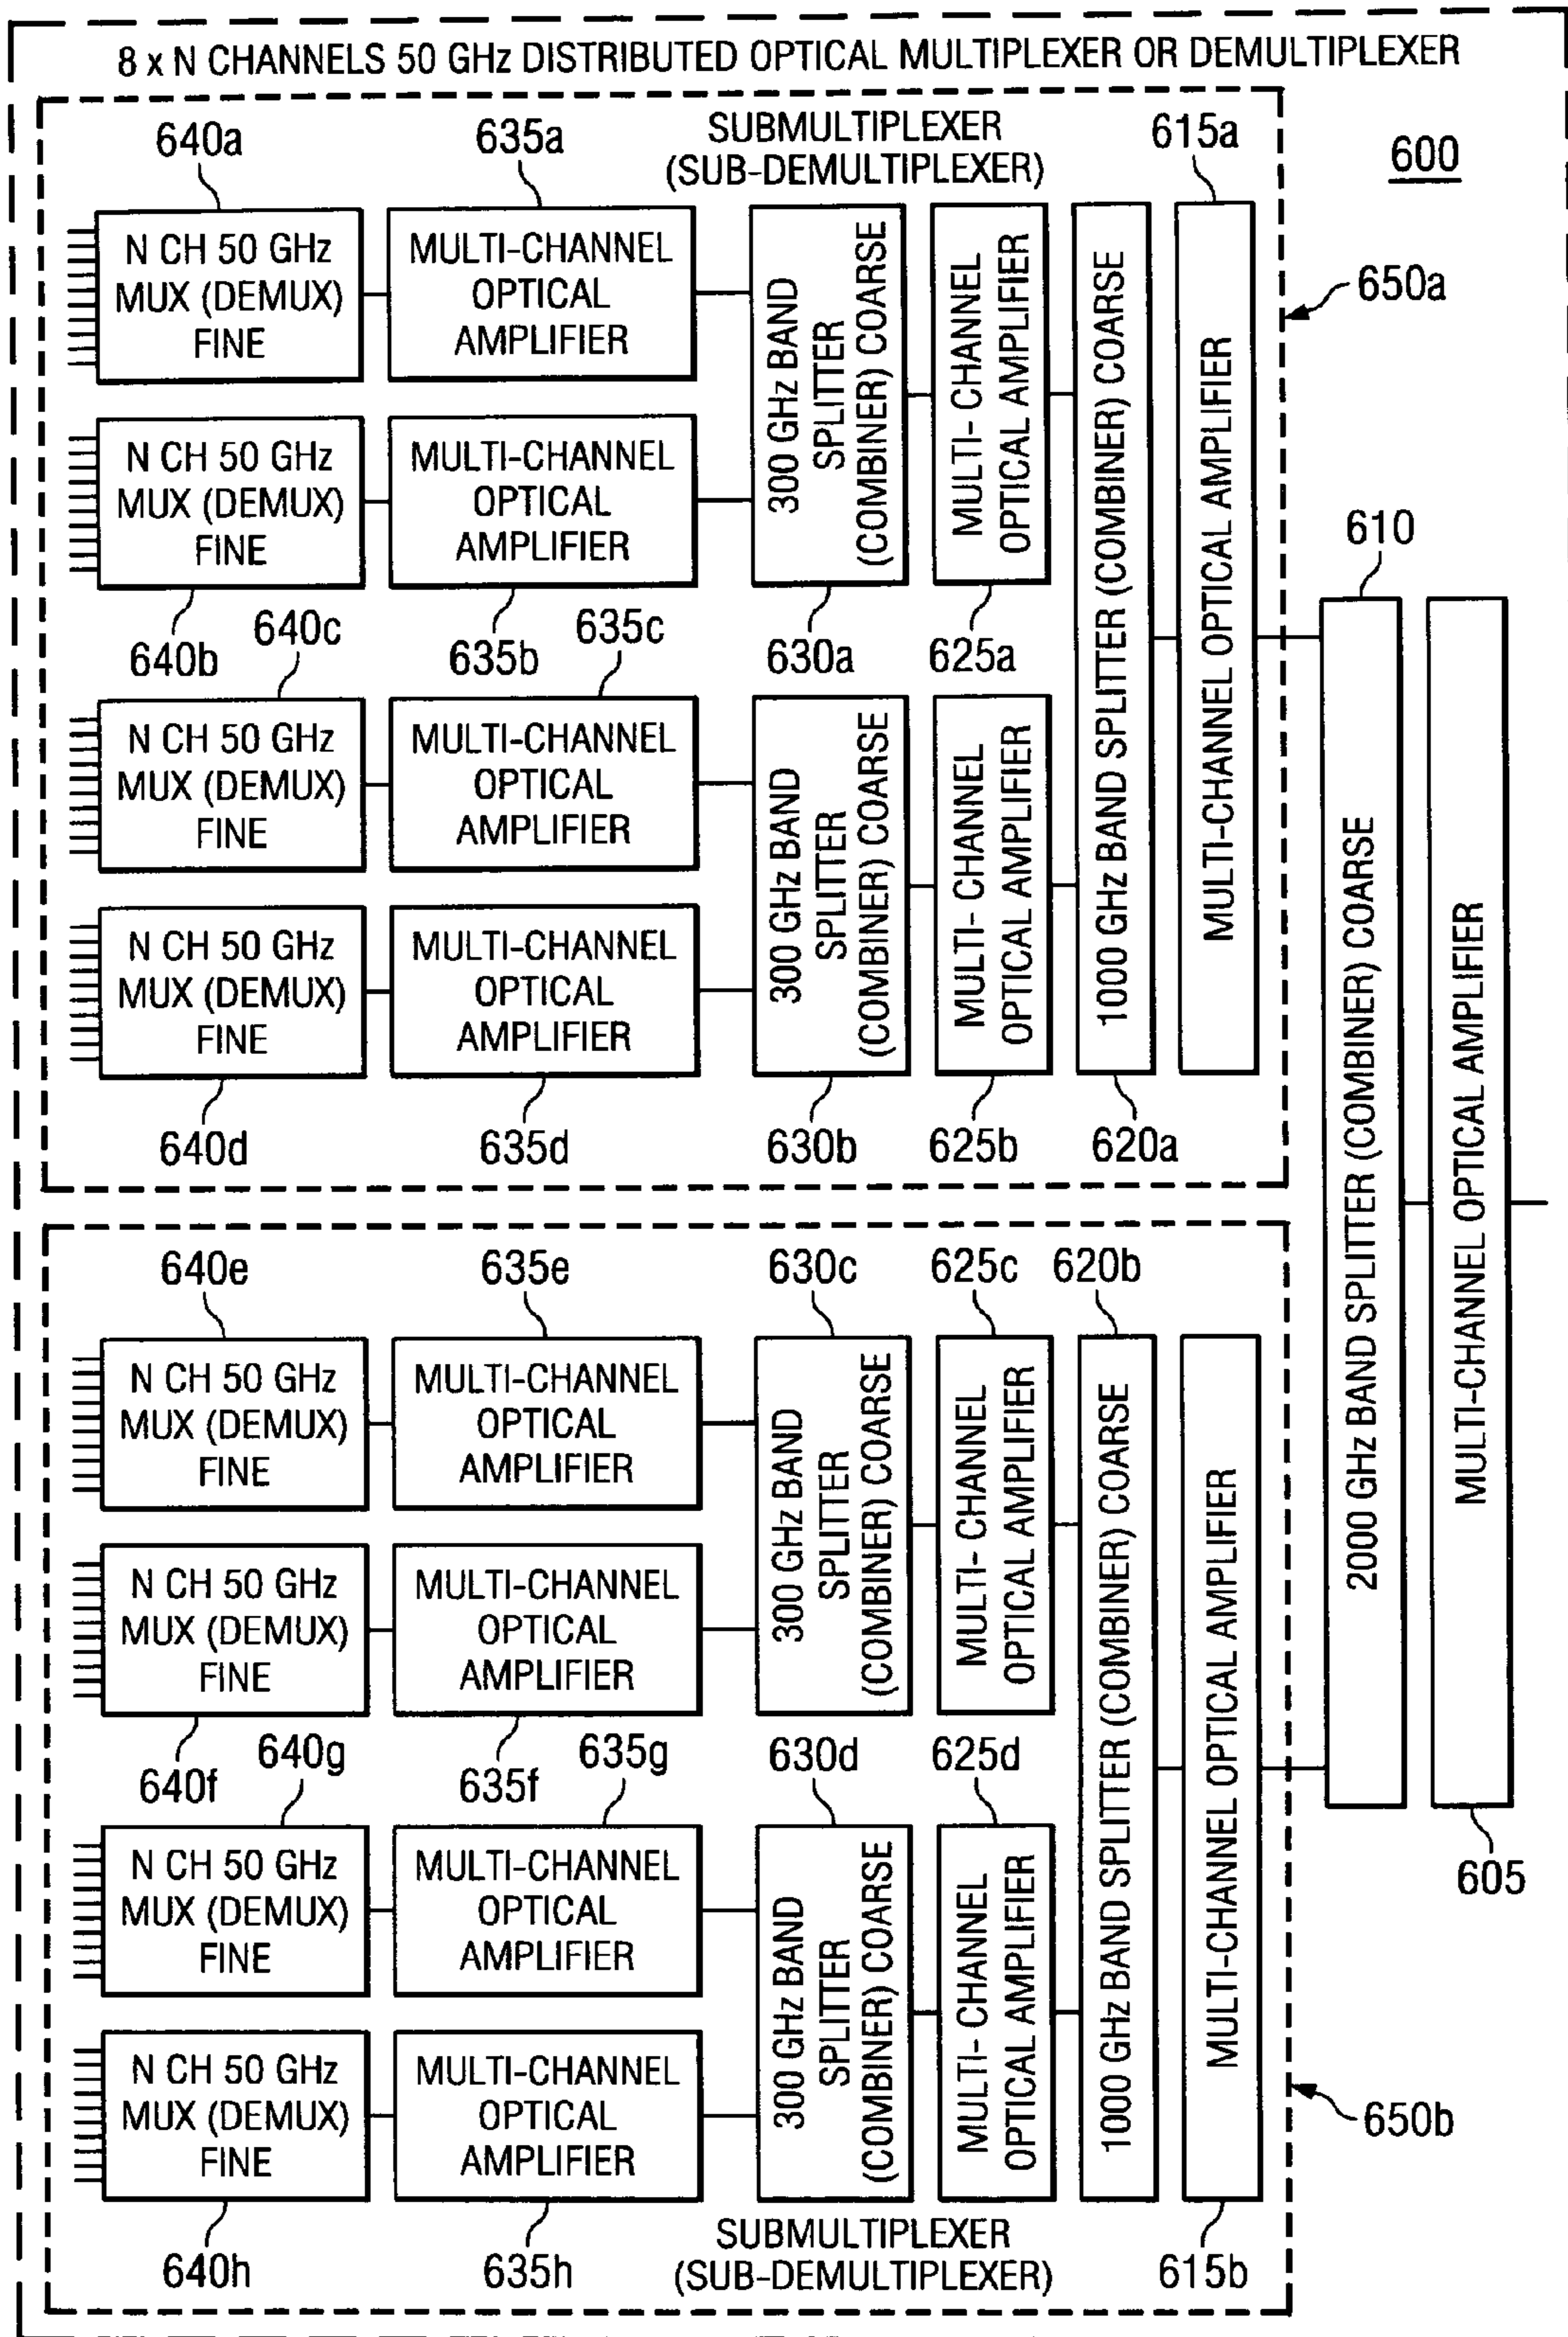 8 x N CHANNELS 50 GHz DISTRIBUTED OPTICAL MULTIPLEXER OR DEMULTIPLEXER
600
SUBMULTIPLEXER
(SUB-DEMULTIPLEXER)
640a
635a
615a
650a
N CH 50 GHz
MUX (DEMUX)
FINE
MULTI-CHANNEL
OPTICAL
AMPLIFIER
N CH 50 GHz
MUX (DEMUX)
FINE
MULTI-CHANNEL
OPTICAL
AMPLIFIER
300 GHz BAND
SPLITTER
(COMBINER) COARSE
MULTI- CHANNEL
OPTICAL AMPLIFIER
1000 GHz BAND SPLITTER (COMBINER) COARSE
MULTI-CHANNEL OPTICAL AMPLIFIER
640b
640c
635b
635c
630a
625a
610
N CH 50 GHz
MUX (DEMUX)
FINE
MULTI-CHANNEL
OPTICAL
AMPLIFIER
N CH 50 GHz
MUX (DEMUX)
FINE
MULTI-CHANNEL
OPTICAL
AMPLIFIER
300 GHz BAND
SPLITTER
(COMBINER) COARSE
MULTI- CHANNEL
OPTICAL AMPLIFIER
640d
635d
630b
625b
620a
2000 GHz BAND SPLITTER (COMBINER) COARSE
MULTI-CHANNEL OPTICAL AMPLIFIER
605
640e
635e
630c
625c
620b
N CH 50 GHz
MUX (DEMUX)
FINE
MULTI-CHANNEL
OPTICAL
AMPLIFIER
N CH 50 GHz
MUX (DEMUX)
FINE
MULTI-CHANNEL
OPTICAL
AMPLIFIER
300 GHz BAND
SPLITTER
(COMBINER) COARSE
MULTI- CHANNEL
OPTICAL AMPLIFIER
1000 GHz BAND SPLITTER (COMBINER) COARSE
MULTI-CHANNEL OPTICAL AMPLIFIER
640f
640g
635f
635g
630d
625d
N CH 50 GHz
MUX (DEMUX)
FINE
MULTI-CHANNEL
OPTICAL
AMPLIFIER
N CH 50 GHz
MUX (DEMUX)
FINE
MULTI-CHANNEL
OPTICAL
AMPLIFIER
300 GHz BAND
SPLITTER
(COMBINER) COARSE
MULTI- CHANNEL
OPTICAL AMPLIFIER
650b
640h
635h
SUBMULTIPLEXER
(SUB-DEMULTIPLEXER)
615b